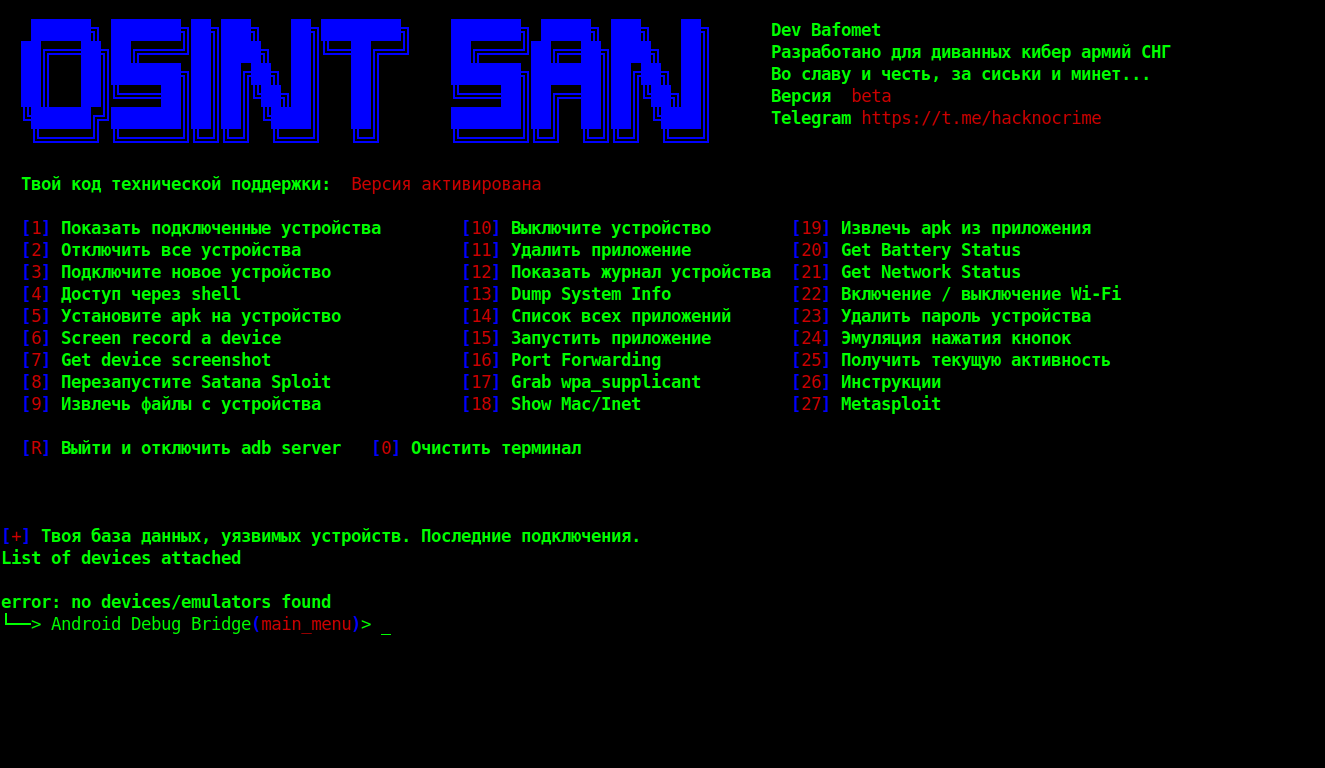 OSINT SAN
Dev Bafomet
Разработано для диванных кибер армий СНГ
Во славу и честь, за сиськи и минет...
Версия beta
Telegram https://t.me/hacknocrime
Твой код технической поддержки: Версия активирована
[1] Показать подключенные устройства [10] Выключите устройство [19] Извлечь apk из приложения
[2] Отключить все устройства [11] Удалить приложение [20] Get Battery Status
[3] Подключите новое устройство [12] Показать журнал устройства [21] Get Network Status
[4] Доступ через shell [13] Dump System Info [22] Включение / выключение Wi-Fi
[5] Установите apk на устройство [14] Список всех приложений [23] Удалить пароль устройства
[6] Screen record a device [15] Запустить приложение [24] Эмуляция нажатия кнопок
[7] Get device screenshot [16] Port Forwarding [25] Получить текущую активность
[8] Перезапустите Satana Sploit [17] Grab wpa_supplicant [26] Инструкции
[9] Извлечь файлы с устройства [18] Show Mac/Inet [27] Metasploit
[R] Выйти и отключить adb server [0] Очистить терминал
[+] Твоя база данных, уязвимых устройств. Последние подключения.
List of devices attached
error: no devices/emulators found
└──> Android Debug Bridge(main_menu)> _